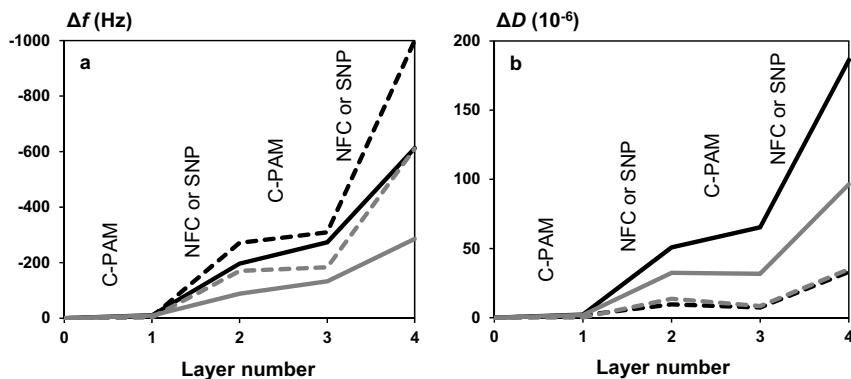 Δf (Hz)
-1000
-800
-600
-400
-200
0
a
C-PAM
NFC or SNP
C-PAM
NFC or SNP
0 1 2 3 4
Layer number
ΔD (10⁻⁶)
200
150
100
50
0
b
C-PAM
NFC or SNP
C-PAM
NFC or SNP
0 1 2 3 4
Layer number